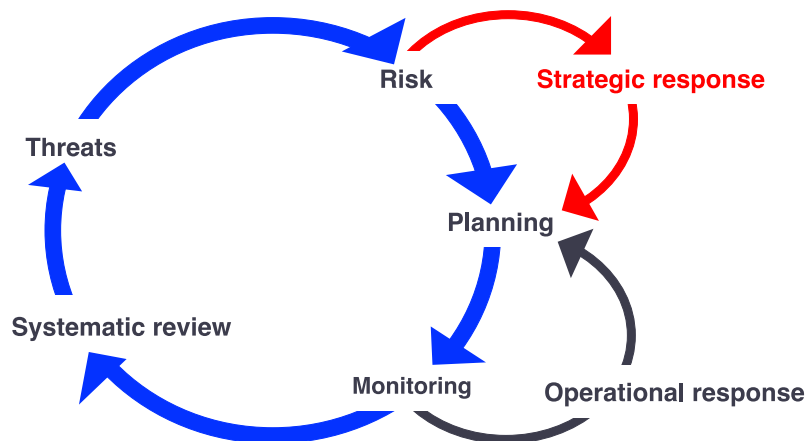 Risk
Strategic response
Threats
Planning
Systematic review
Monitoring
Operational response